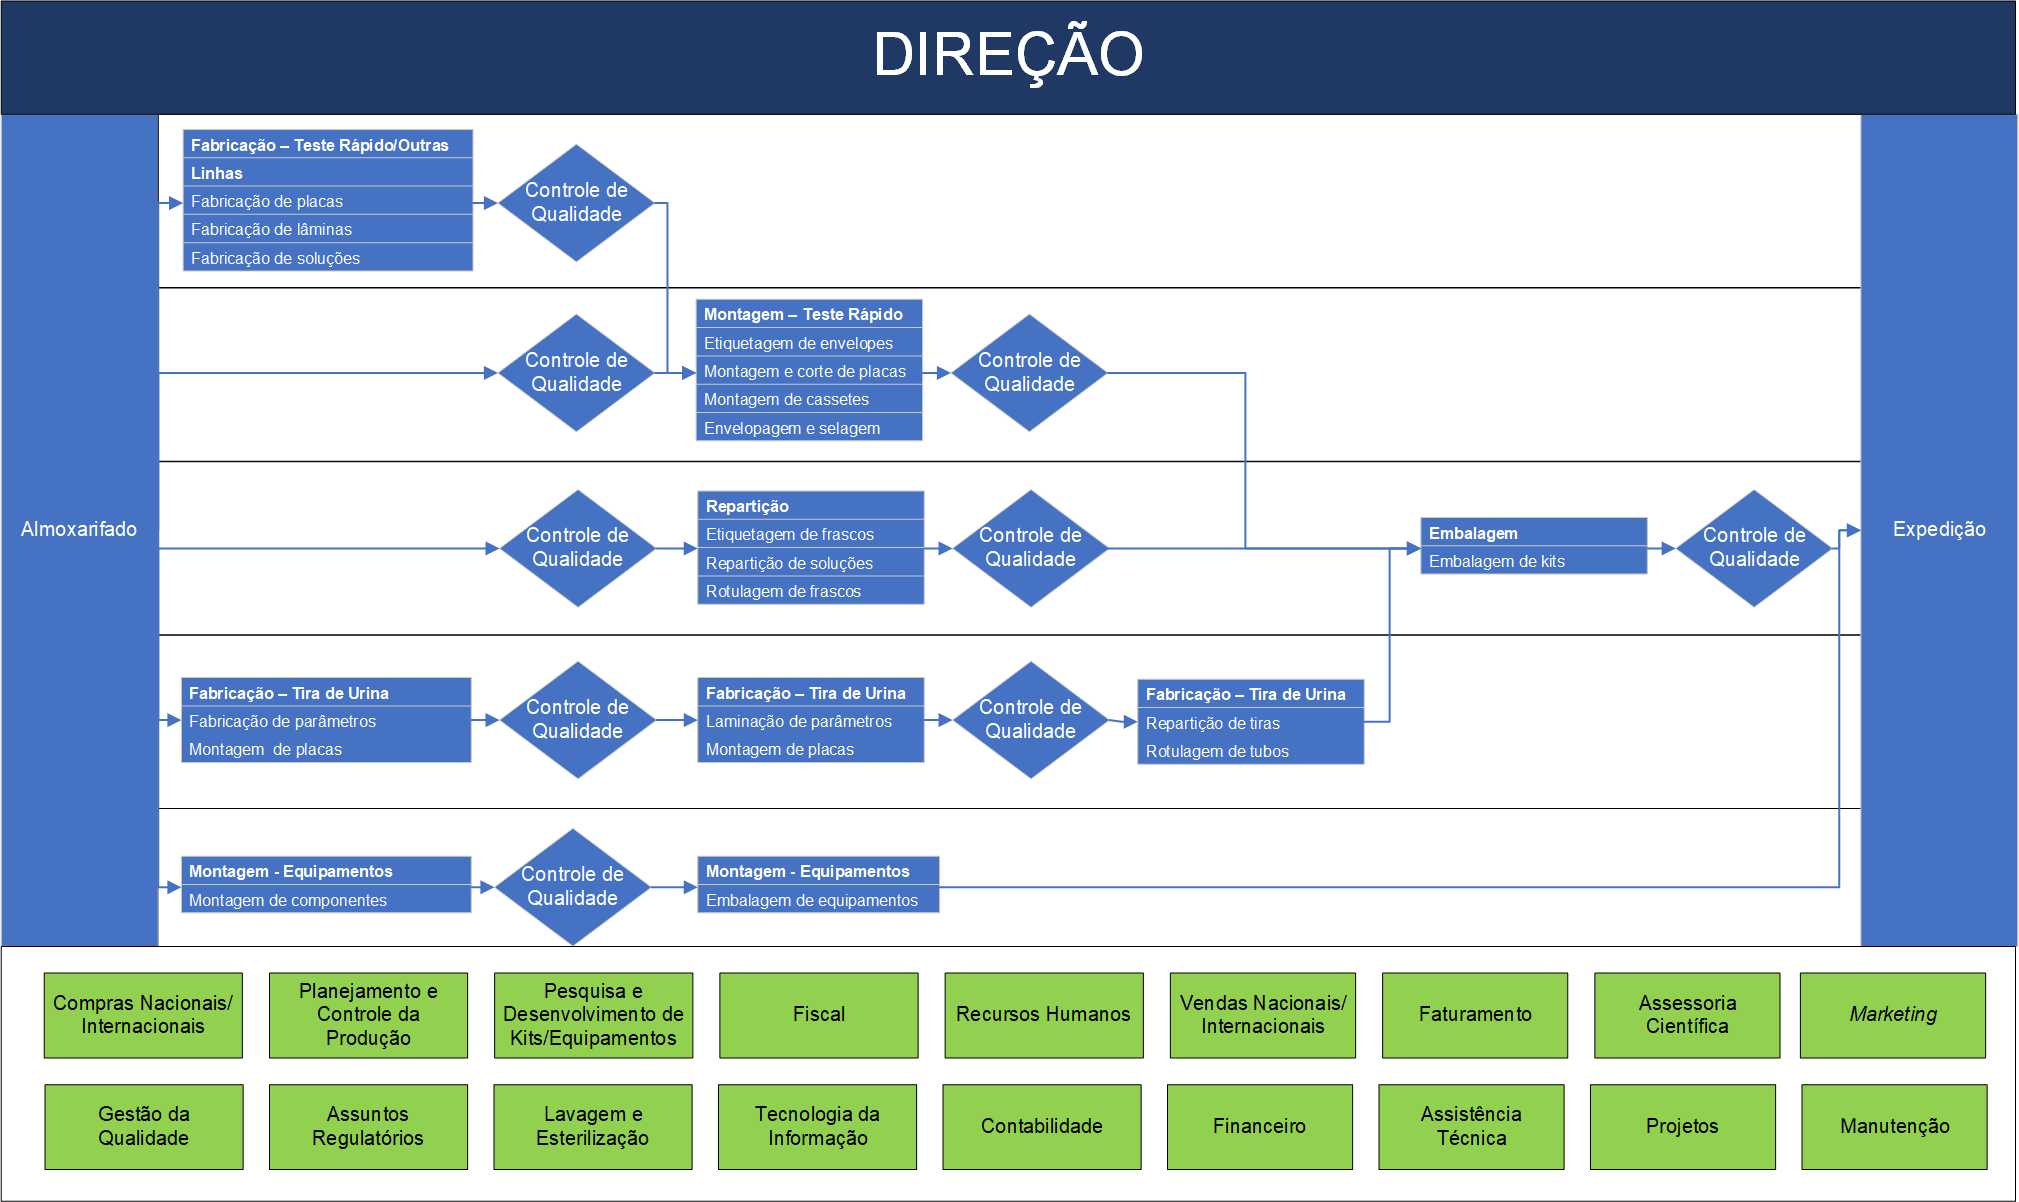 DIREÇÃO
Almoxarifado
Fabricação – Teste Rápido/Outras
Linhas
Fabricação de placas
Fabricação de lâminas
Fabricação de soluções
Controle de
Qualidade
Controle de
Qualidade
Montagem – Teste Rápido
Etiquetagem de envelopes
Montagem e corte de placas
Montagem de cassetes
Envelopagem e selagem
Controle de
Qualidade
Controle de
Qualidade
Repartição
Etiquetagem de frascos
Repartição de soluções
Rotulagem de frascos
Controle de
Qualidade
Embalagem
Embalagem de kits
Controle de
Qualidade
Expedição
Fabricação – Tira de Urina
Fabricação de parâmetros
Montagem  de placas
Controle de
Qualidade
Fabricação – Tira de Urina
Laminação de parâmetros
Montagem de placas
Controle de
Qualidade
Fabricação – Tira de Urina
Repartição de tiras
Rotulagem de tubos
Montagem - Equipamentos
Montagem de componentes
Controle de
Qualidade
Montagem - Equipamentos
Embalagem de equipamentos
Compras Nacionais/
Internacionais
Planejamento e
Controle da
Produção
Pesquisa e
Desenvolvimento de
Kits/Equipamentos
Fiscal
Recursos Humanos
Vendas Nacionais/
Internacionais
Faturamento
Assessoria
Científica
Marketing
Gestão da
Qualidade
Assuntos
Regulatórios
Lavagem e
Esterilização
Tecnologia da
Informação
Contabilidade
Financeiro
Assistência
Técnica
Projetos
Manutenção